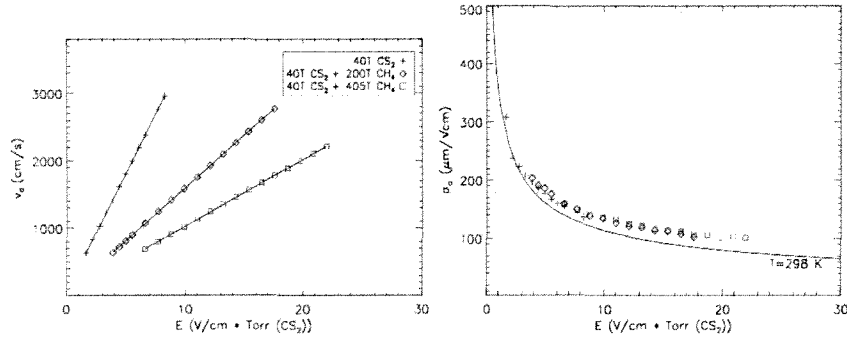 40T CS₂ +
40T CS₂ + 200T CH₄ ◇
40T CS₂ + 405T CH₄ □
3000
2000
1000
v_d (cm/s)
0 10 20 30
E (V/cm * Torr (CS₂))
500
400
300
200
100
0
σ_d (μm/√cm)
T=298 K
0 10 20 30
E (V/cm * Torr (CS₂))